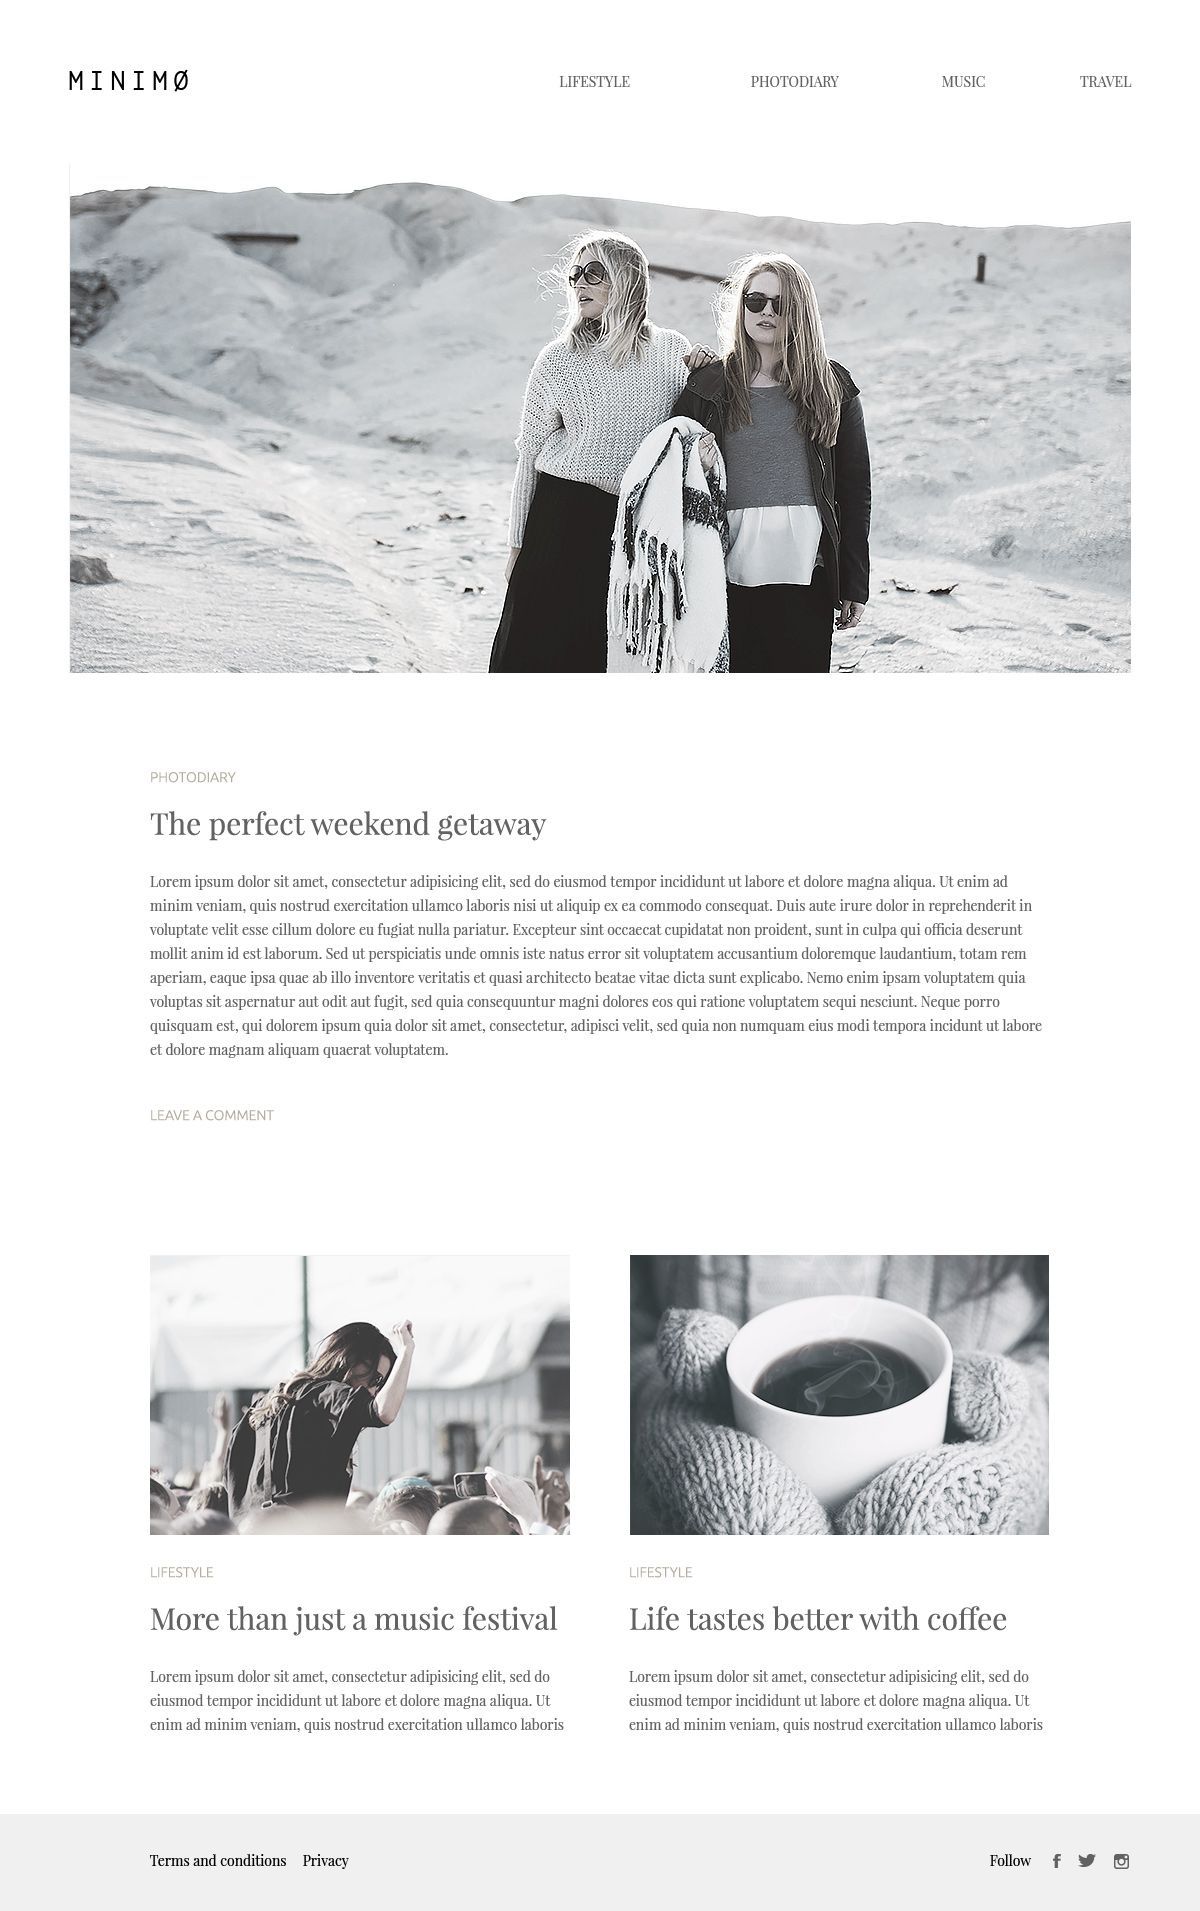 MINIMØ
LIFESTYLE PHOTODIARY MUSIC TRAVEL
PHOTODIARY
The perfect weekend getaway
Lorem ipsum dolor sit amet, consectetur adipisicing elit, sed do eiusmod tempor incididunt ut labore et dolore magna aliqua. Ut enim ad
minim veniam, quis nostrud exercitation ullamco laboris nisi ut aliquip ex ea commodo consequat. Duis aute irure dolor in reprehenderit in
voluptate velit esse cillum dolore eu fugiat nulla pariatur. Excepteur sint occaecat cupidatat non proident, sunt in culpa qui officia deserunt
mollit anim id est laborum. Sed ut perspiciatis unde omnis iste natus error sit voluptatem accusantium doloremque laudantium, totam rem
aperiam, eaque ipsa quae ab illo inventore veritatis et quasi architecto beatae vitae dicta sunt explicabo. Nemo enim ipsam voluptatem quia
voluptas sit aspernatur aut odit aut fugit, sed quia consequuntur magni dolores eos qui ratione voluptatem sequi nesciunt. Neque porro
quisquam est, qui dolorem ipsum quia dolor sit amet, consectetur, adipisci velit, sed quia non numquam eius modi tempora incidunt ut labore
et dolore magnam aliquam quaerat voluptatem.
LEAVE A COMMENT
LIFESTYLE
More than just a music festival
Lorem ipsum dolor sit amet, consectetur adipisicing elit, sed do
eiusmod tempor incididunt ut labore et dolore magna aliqua. Ut
enim ad minim veniam, quis nostrud exercitation ullamco laboris
LIFESTYLE
Life tastes better with coffee
Lorem ipsum dolor sit amet, consectetur adipisicing elit, sed do
eiusmod tempor incididunt ut labore et dolore magna aliqua. Ut
enim ad minim veniam, quis nostrud exercitation ullamco laboris
Terms and conditions Privacy
Follow